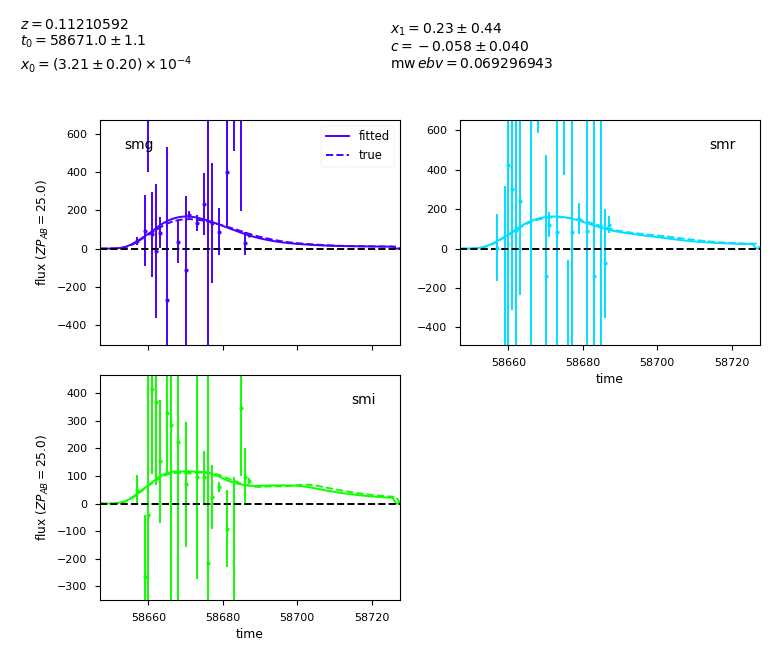 z = 0.11210592
t₀ = 58671.0 ± 1.1
x₀ = (3.21 ± 0.20) × 10⁻⁴
x₁ = 0.23 ± 0.44
c = −0.058 ± 0.040
mw ebv = 0.069296943
smg
fitted
true
600
400
200
0
−200
−400
flux (ZP_AB = 25.0)
smr
600
400
200
0
−200
−400
58660 58680 58700 58720
time
smi
400
300
200
100
0
−100
−200
−300
flux (ZP_AB = 25.0)
58660 58680 58700 58720
time